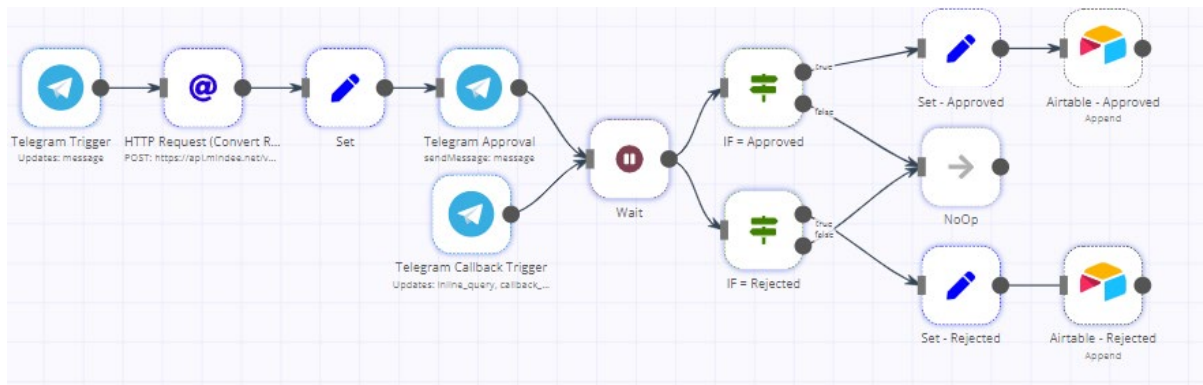 Telegram Trigger
Updates: message
HTTP Request (Convert R...
POST: https://api.mindee.net/v...
Set
Telegram Approval
sendMessage: message
Telegram Callback Trigger
Updates: inline_query, callback_...
Wait
IF = Approved
true
false
IF = Rejected
true
false
Set - Approved
Airtable - Approved
Append
NoOp
Set - Rejected
Airtable - Rejected
Append